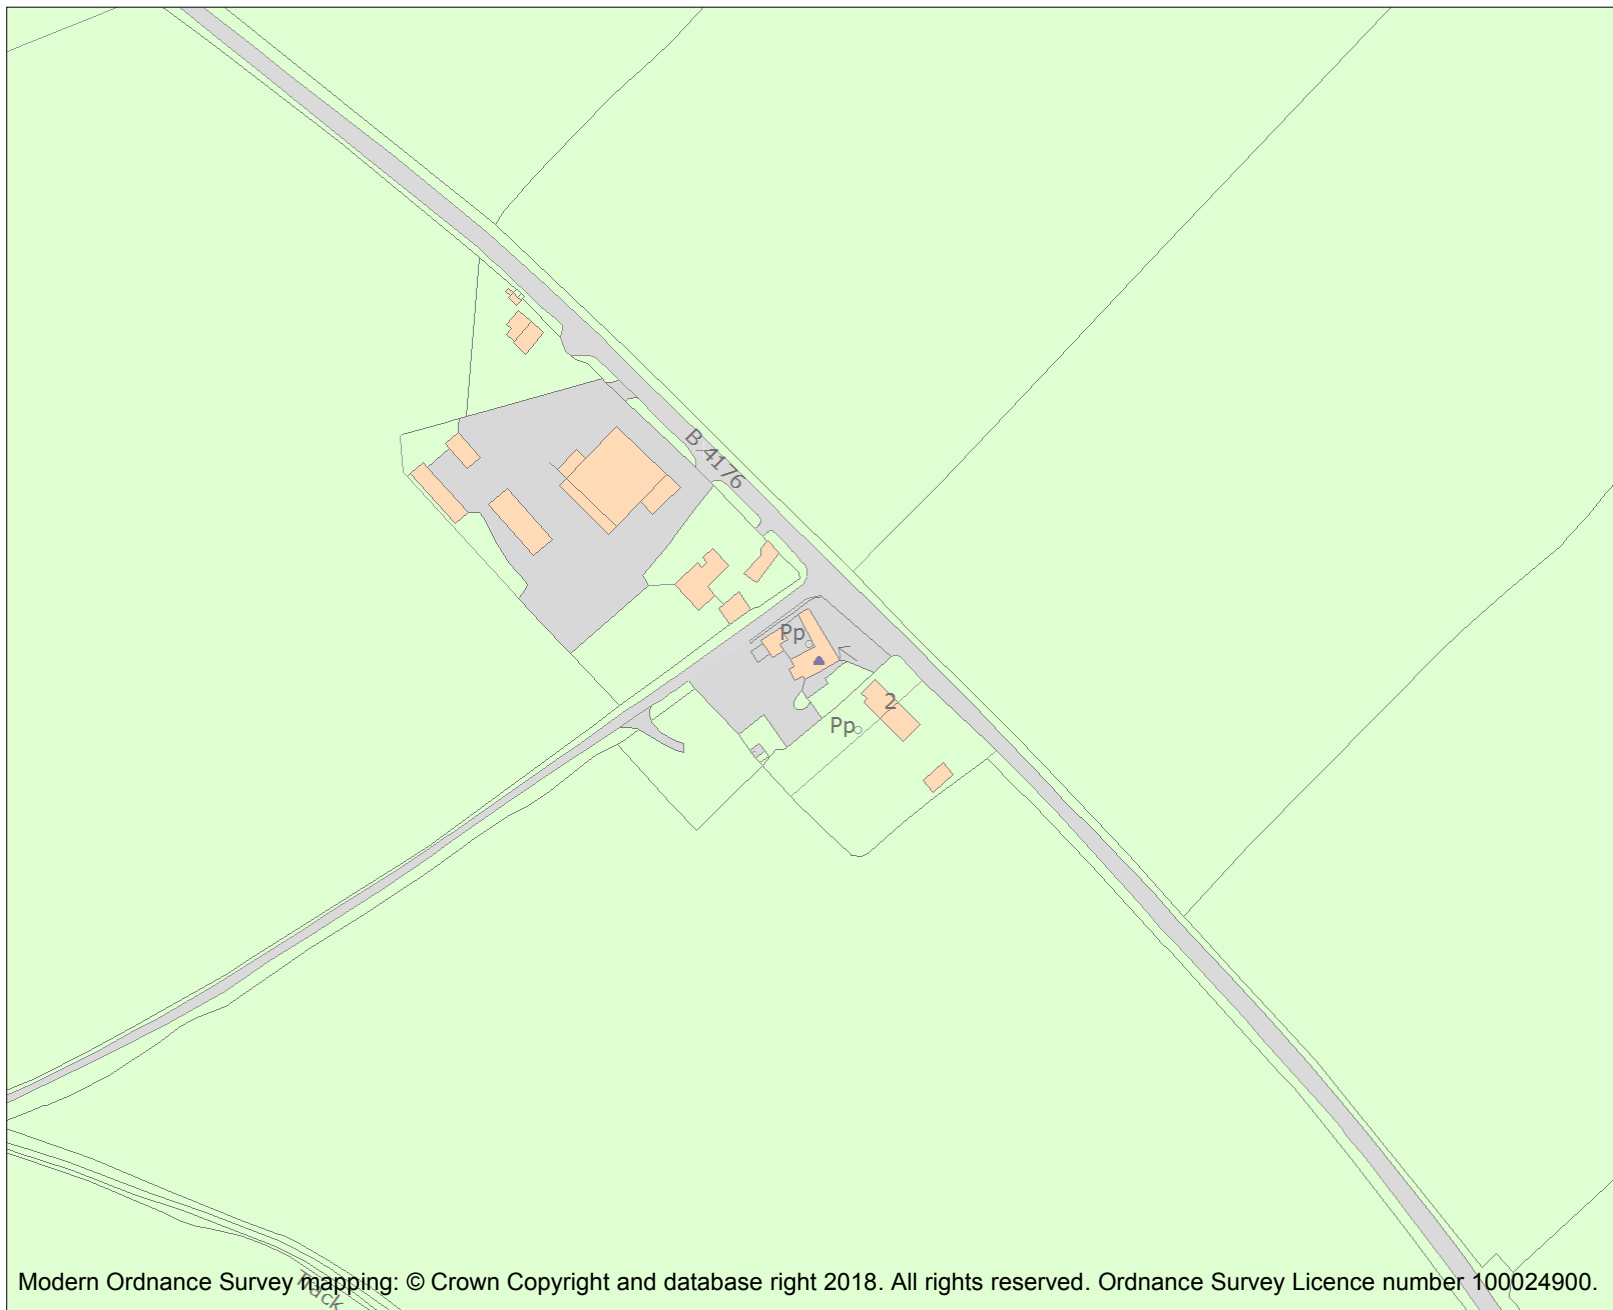 B 4176
Pp
2
Pp
Track
Modern Ordnance Survey mapping: © Crown Copyright and database right 2018. All rights reserved. Ordnance Survey Licence number 100024900.